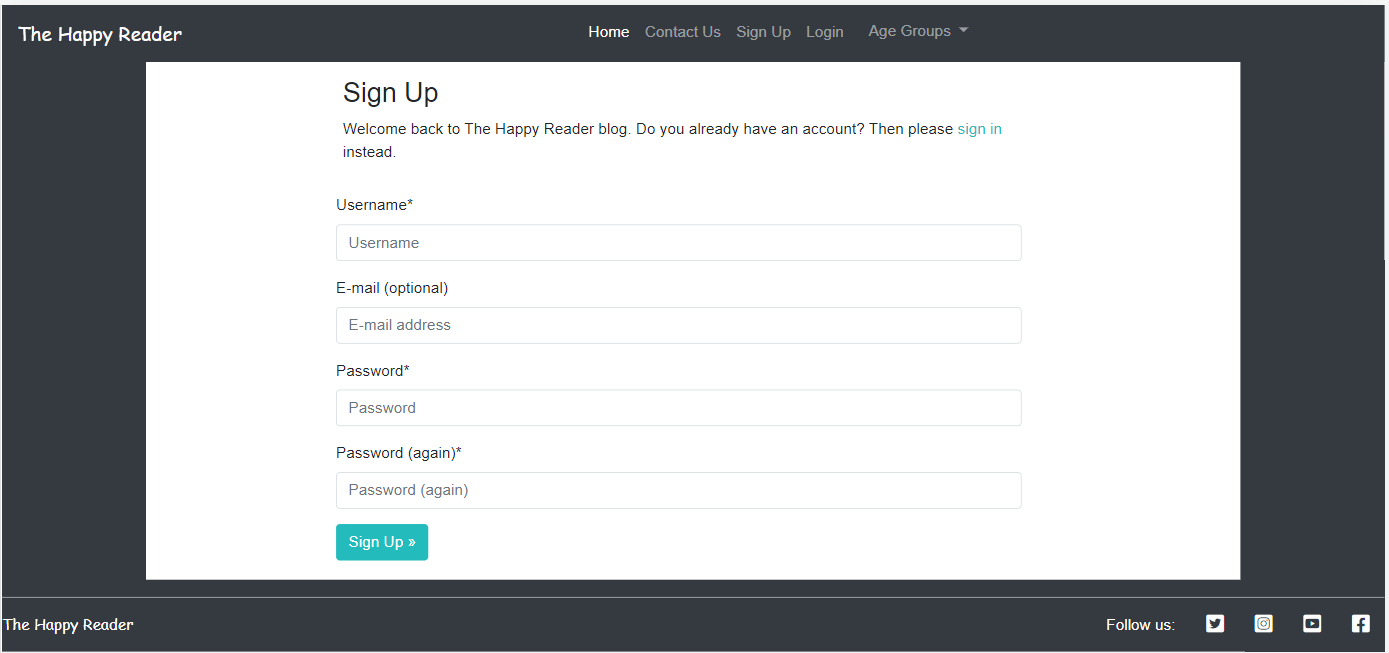 The Happy Reader
Home Contact Us Sign Up Login Age Groups
Sign Up
Welcome back to The Happy Reader blog. Do you already have an account? Then please sign in
instead.
Username*
Username
E-mail (optional)
E-mail address
Password*
Password
Password (again)*
Password (again)
Sign Up »
The Happy Reader
Follow us: